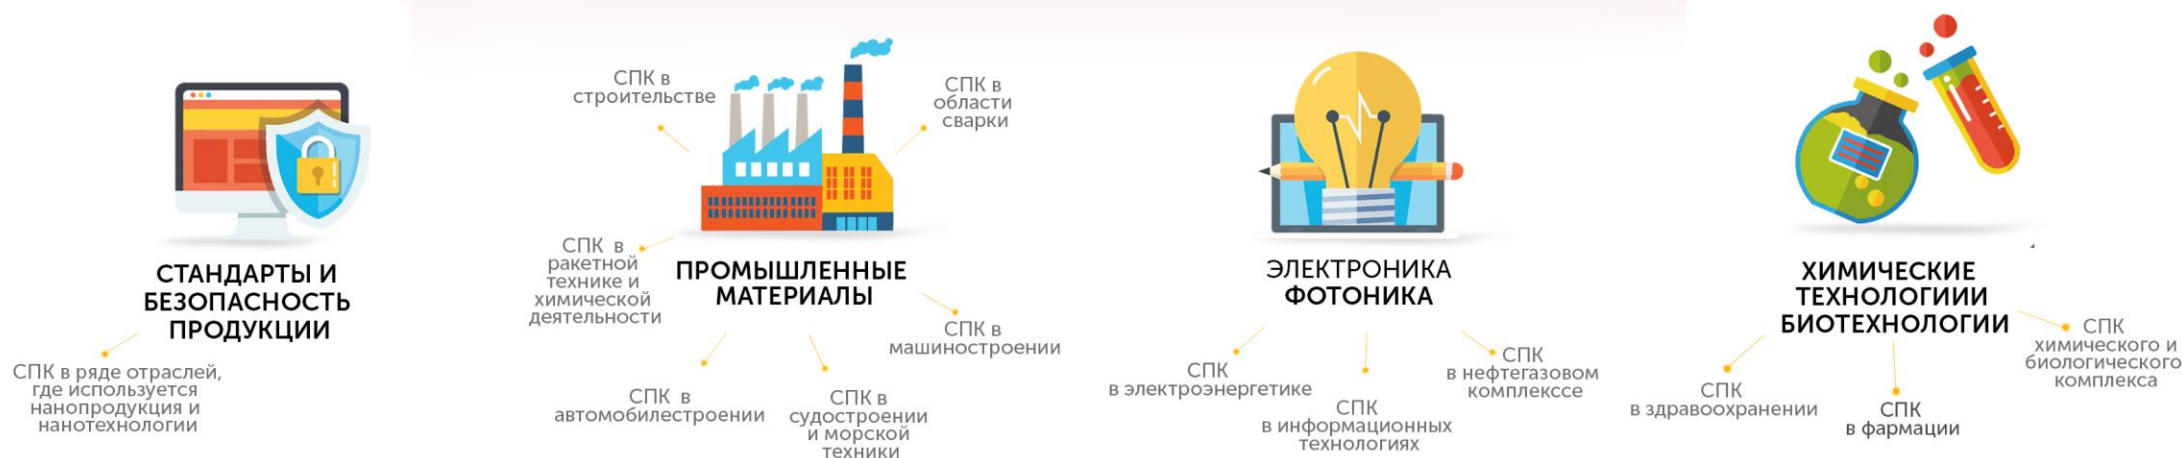 СТАНДАРТЫ И
БЕЗОПАСНОСТЬ
ПРОДУКЦИИ
СПК в ряде отраслей,
где используется
нанопродукция и
нанотехнологии
СПК в
строительстве
СПК в
области
сварки
СПК в
ракетной
технике и
химической
деятельности
ПРОМЫШЛЕННЫЕ
МАТЕРИАЛЫ
СПК в
машиностроении
СПК в
автомобилестроении
СПК в
судостроении
и морской
техники
ЭЛЕКТРОНИКА
ФОТОНИКА
СПК
в электроэнергетике
СПК
в информационных
технологиях
СПК
в нефтегазовом
комплекссе
ХИМИЧЕСКИЕ
ТЕХНОЛОГИИИ
БИОТЕХНОЛОГИИ
СПК
в здравоохранении
СПК
в фармации
СПК
химического и
биологического
комплекса